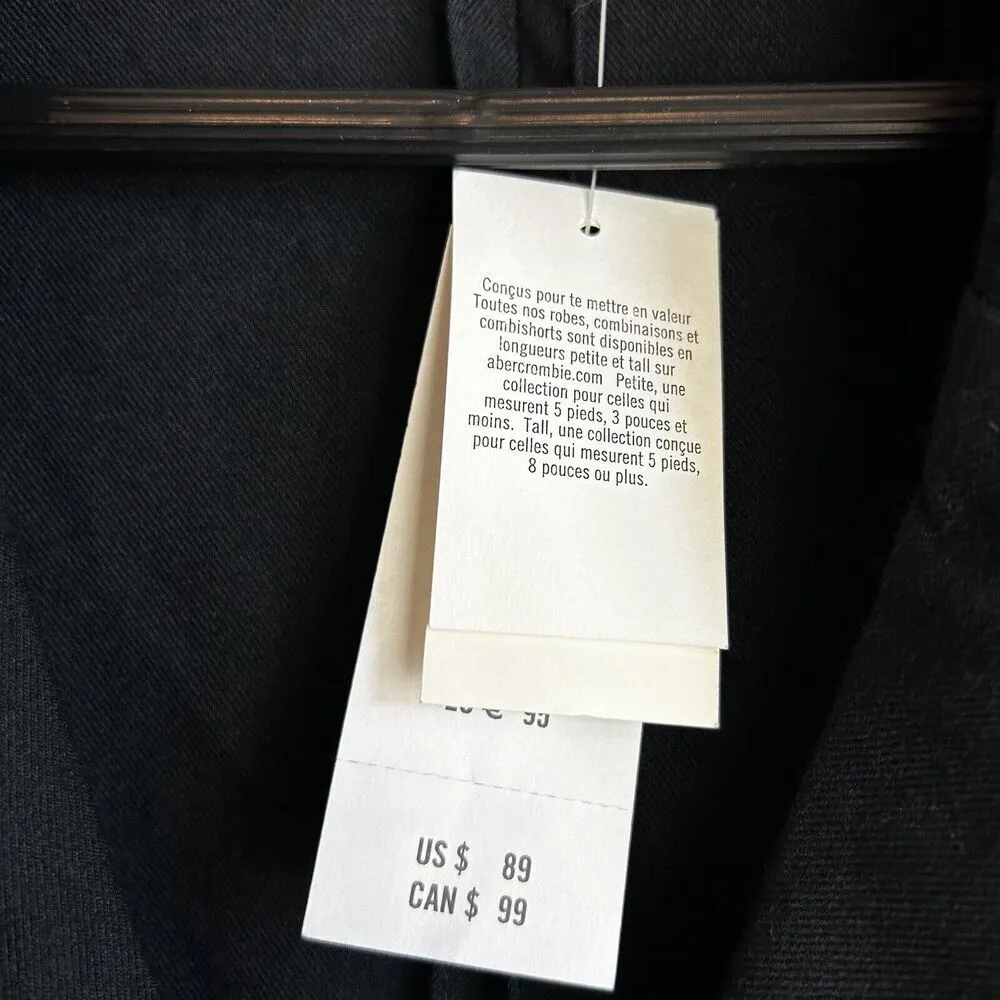 Conçus pour te mettre en valeur
Toutes nos robes, combinaisons et
combishorts sont disponibles en
longueurs petite et tall sur
abercrombie.com Petite, une
collection pour celles qui
mesurent 5 pieds, 3 pouces et
moins. Tall, une collection conçue
pour celles qui mesurent 5 pieds,
8 pouces ou plus.
US $ 89
CAN $ 99